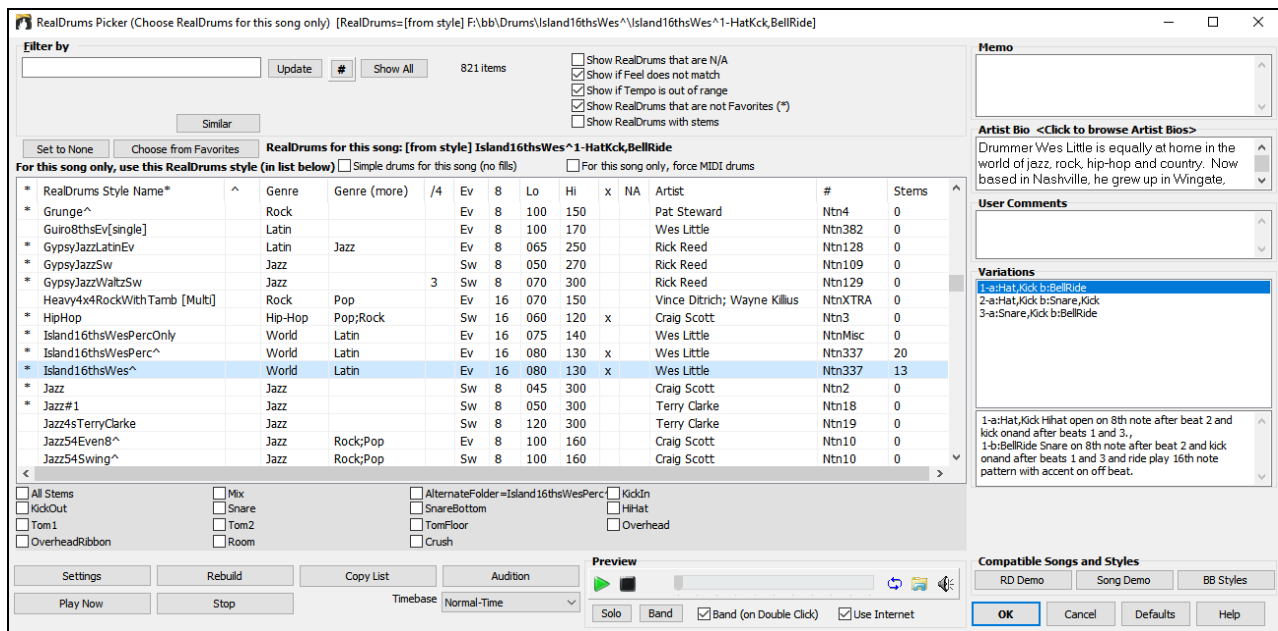 RealDrums Picker (Choose RealDrums for this song only) [RealDrums=[from style] F:\bb\Drums\Island16thsWes^\Island16thsWes^1-HatKck,BellRide]
Filter by
Update # Show All 821 items
Similar
Show RealDrums that are N/A
Show if Feel does not match
Show if Tempo is out of range
Show RealDrums that are not Favorites (*)
Show RealDrums with stems
Set to None Choose from Favorites RealDrums for this song: [from style] Island16thsWes^1-HatKck,BellRide
For this song only, use this RealDrums style (in list below) Simple drums for this song (no fills) For this song only, force MIDI drums
* RealDrums Style Name* ^ Genre Genre (more) /4 Ev 8 Lo Hi x NA Artist # Stems
* Grunge^ Rock Ev 8 100 150 Pat Steward Ntn4 0
Guiro8thsEv[single] Latin Ev 8 100 170 Wes Little Ntn382 0
* GypsyJazzLatinEv Latin Jazz Ev 8 065 250 Rick Reed Ntn128 0
* GypsyJazzSw Jazz Sw 8 050 270 Rick Reed Ntn109 0
* GypsyJazzWaltzSw Jazz 3 Sw 8 070 300 Rick Reed Ntn129 0
Heavy4x4RockWithTamb [Multi] Rock Pop Ev 16 070 150 Vince Ditrich; Wayne Killius NtnXTRA 0
* HipHop Hip-Hop Pop;Rock Sw 16 060 120 x Craig Scott Ntn3 0
* Island16thsWesPercOnly World Latin Ev 16 075 140 Wes Little NtnMisc 0
* Island16thsWesPerc^ World Latin Ev 16 080 130 x Wes Little Ntn337 20
* Island16thsWes^ World Latin Ev 16 080 130 x Wes Little Ntn337 13
* Jazz Jazz Sw 8 045 300 Craig Scott Ntn2 0
* Jazz#1 Jazz Sw 8 050 300 Terry Clarke Ntn18 0
Jazz4sTerryClarke Jazz Sw 8 120 300 Terry Clarke Ntn19 0
Jazz54Even8^ Jazz Rock;Pop Ev 8 100 160 Craig Scott Ntn10 0
Jazz54Swing^ Jazz Rock;Pop Sw 8 100 160 Craig Scott Ntn10 0
All Stems Mix AlternateFolder=Island16thsWesPerc^ KickIn
KickOut Snare SnareBottom HiHat
Tom1 Tom2 TomFloor Overhead
OverheadRibbon Room Crush
Settings Rebuild Copy List Audition
Play Now Stop Timebase Normal-Time
Preview
Solo Band Band (on Double Click) Use Internet
Memo
Artist Bio <Click to browse Artist Bios>
Drummer Wes Little is equally at home in the
world of jazz, rock, hip-hop and country. Now
based in Nashville, he grew up in Wingate,
User Comments
Variations
1-a:Hat,Kick b:BellRide
2-a:Hat,Kick b:Snare,Kick
3-a:Snare,Kick b:BellRide
1-a:Hat,Kick Hihat open on 8th note after beat 2 and
kick onand after beats 1 and 3.,
1-b:BellRide Snare on 8th note after beat 2 and kick
onand after beats 1 and 3 and ride play 16th note
pattern with accent on off beat.
Compatible Songs and Styles
RD Demo Song Demo BB Styles
OK Cancel Defaults Help